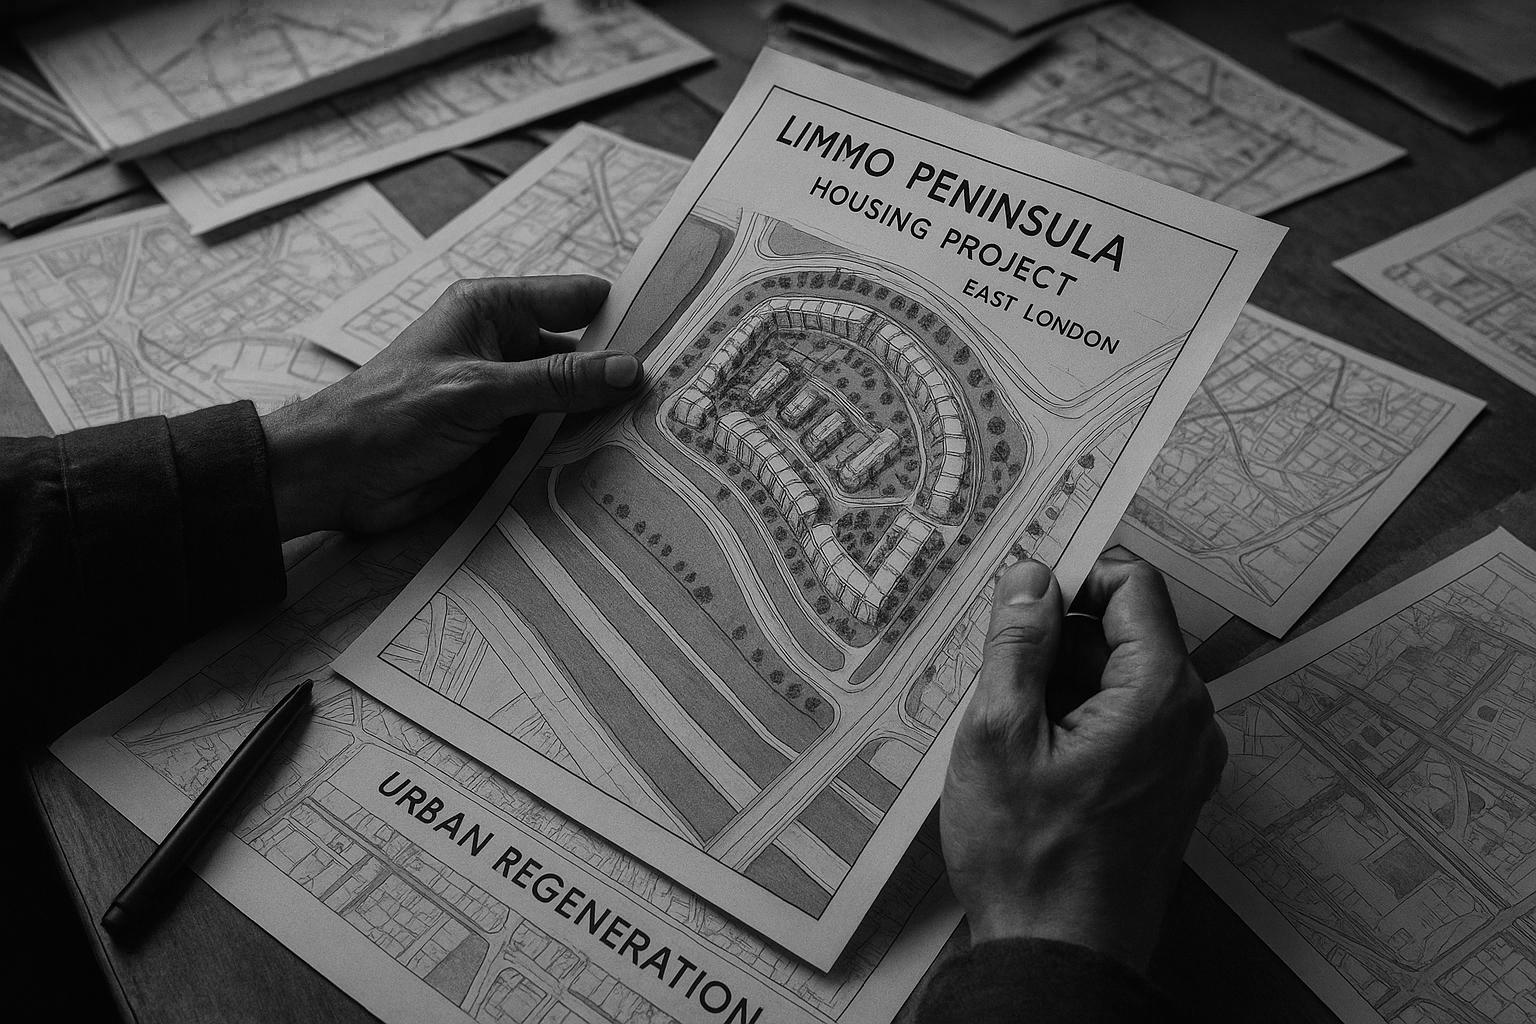 LIMMO PENINSULA
HOUSING PROJECT
EAST LONDON
URBAN REGENERATION